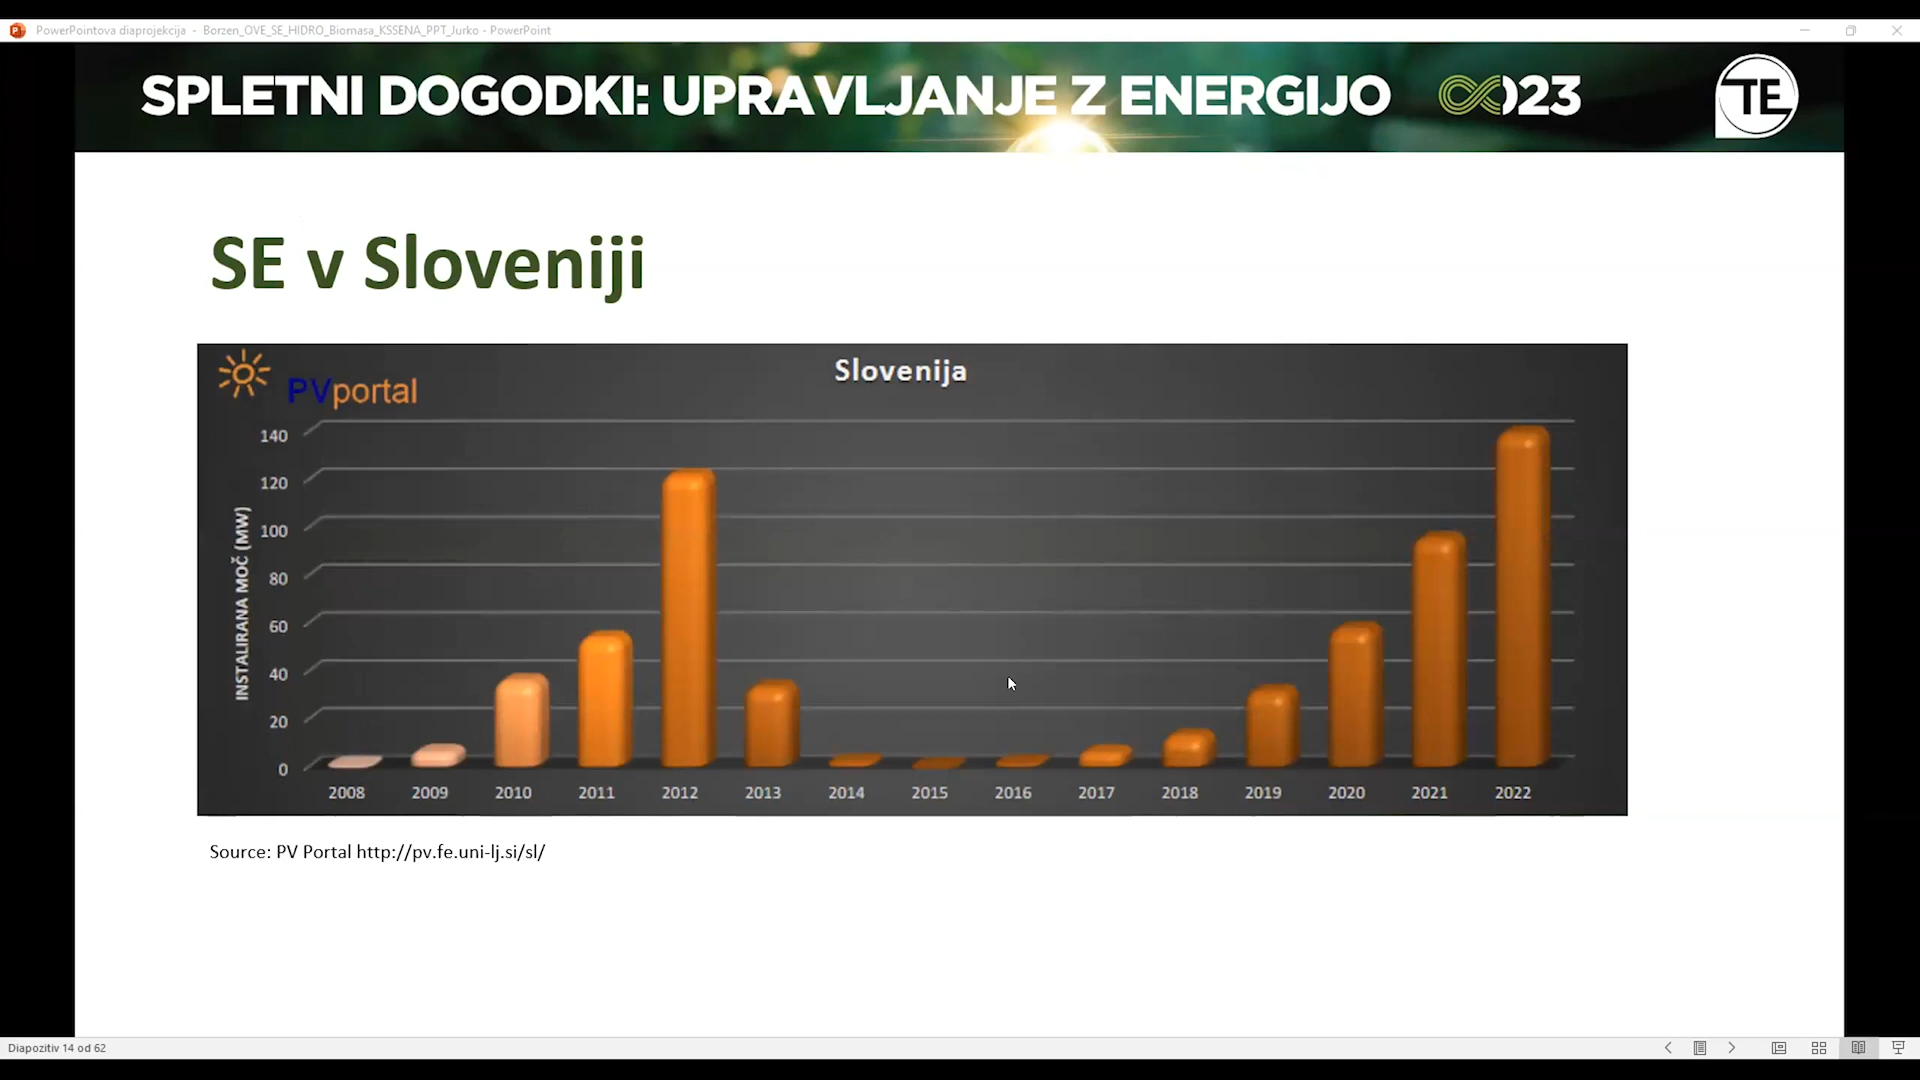 PowerPointova diaprojekcija - Borzen_OVE_SE_HIDRO_Biomasa_KSSENA_PPT_Jurko - PowerPoint
SPLETNI DOGODKI: UPRAVLJANJE Z ENERGIJO 2023
TE
SE v Sloveniji
PVportal
Slovenija
INSTALIRANA MOČ (MW)
140
120
100
80
60
40
20
0
2008 2009 2010 2011 2012 2013 2014 2015 2016 2017 2018 2019 2020 2021 2022
Source: PV Portal http://pv.fe.uni-lj.si/sl/
Diapozitiv 14 od 62